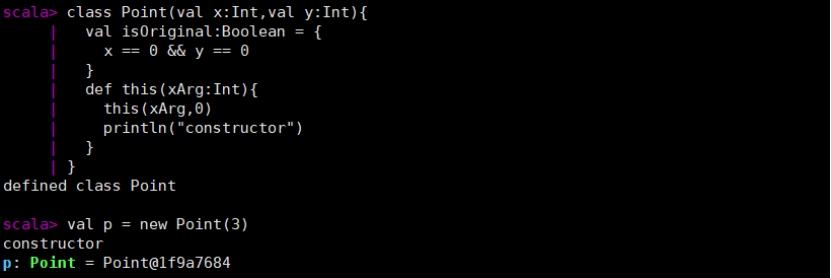 scala> class Point(val x:Int,val y:Int){
     |   val isOriginal:Boolean = {
     |     x == 0 && y == 0
     |   }
     |   def this(xArg:Int){
     |     this(xArg,0)
     |     println("constructor")
     |   }
     | }
defined class Point

scala> val p = new Point(3)
constructor
p: Point = Point@1f9a7684